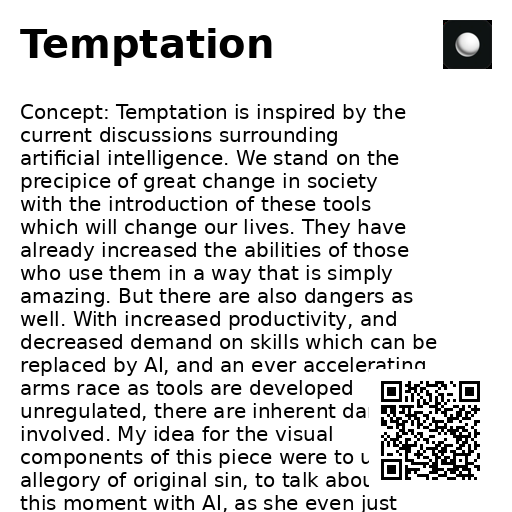 Temptation
Concept: Temptation is inspired by the
current discussions surrounding
artificial intelligence. We stand on the
precipice of great change in society
with the introduction of these tools
which will change our lives. They have
already increased the abilities of those
who use them in a way that is simply
amazing. But there are also dangers as
well. With increased productivity, and
decreased demand on skills which can be
replaced by AI, and an ever accelerating
arms race as tools are developed
unregulated, there are inherent
involved. My idea for the visual
components of this piece were to
allegory of original sin, to talk
this moment with AI, as she even just